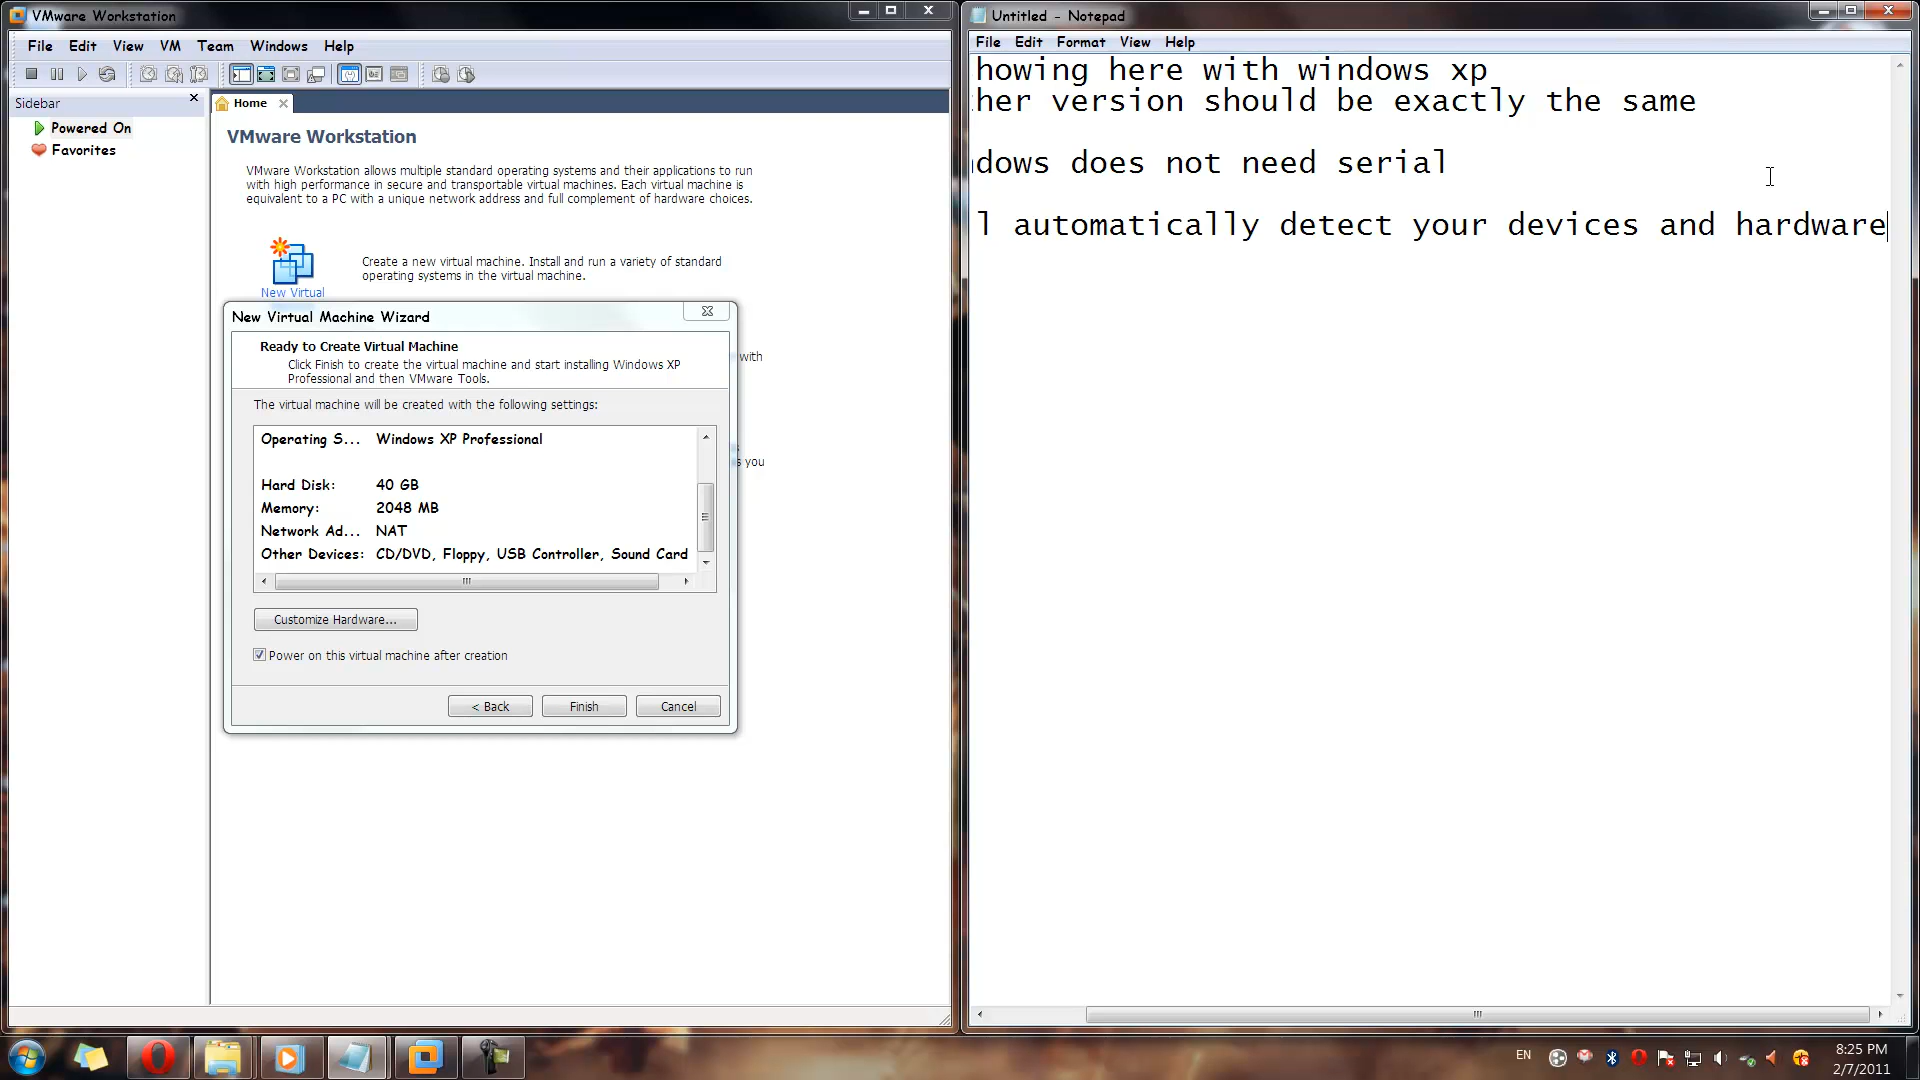 VMware Workstation
File Edit View VM Team Windows Help
Sidebar
Powered On
Favorites
Home
VMware Workstation
VMware Workstation allows multiple standard operating systems and their applications to run
with high performance in secure and transportable virtual machines. Each virtual machine is
equivalent to a PC with a unique network address and full complement of hardware choices.
New Virtual
Create a new virtual machine. Install and run a variety of standard
operating systems in the virtual machine.
with
you
New Virtual Machine Wizard
Ready to Create Virtual Machine
Click Finish to create the virtual machine and start installing Windows XP
Professional and then VMware Tools.
The virtual machine will be created with the following settings:
Operating S... Windows XP Professional
Hard Disk: 40 GB
Memory: 2048 MB
Network Ad... NAT
Other Devices: CD/DVD, Floppy, USB Controller, Sound Card
Customize Hardware...
Power on this virtual machine after creation
< Back Finish Cancel
Untitled - Notepad
File Edit Format View Help
howing here with windows xp
her version should be exactly the same
dows does not need serial
l automatically detect your devices and hardware
EN
8:25 PM
2/7/2011